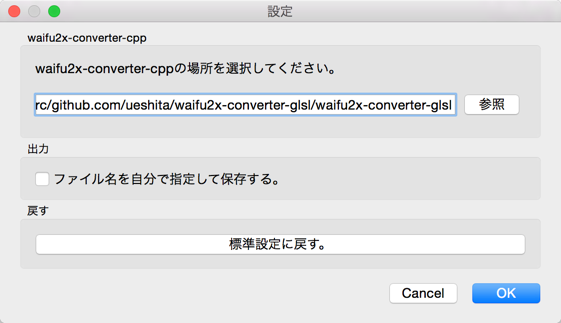 設定
waifu2x-converter-cpp
waifu2x-converter-cppの場所を選択してください。
rc/github.com/ueshita/waifu2x-converter-glsl/waifu2x-converter-glsl
参照
出力
ファイル名を自分で指定して保存する。
戻す
標準設定に戻す。
Cancel
OK